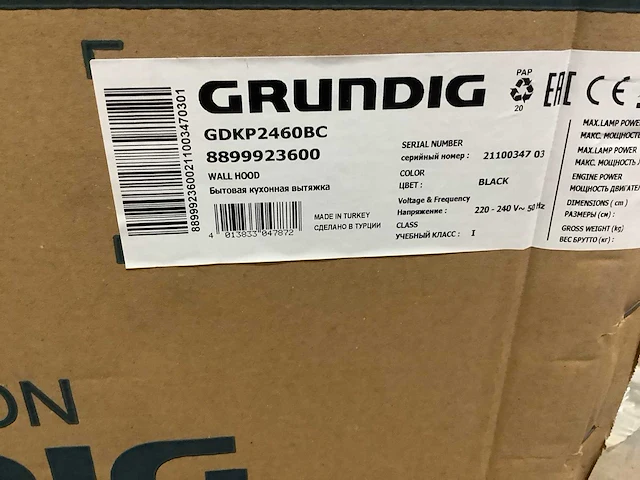 GRUNDIG
PAP
20
EAC CE
GDKP2460BC
8899923600
WALL HOOD
Бытовая кухонная вытяжка
4 013833 047872
MADE IN TURKEY
СДЕЛАНО В ТУРЦИИ
8899923600211003470301
SERIAL NUMBER
серийный номер : 21100347 03
COLOR
ЦВЕТ : BLACK
Voltage & Frequency
Напряжение : 220 - 240 V~ 50 Hz
CLASS
УЧЕБНЫЙ КЛАСС : I
MAX.LAMP POWER
МАКС. МОЩНОСТЬ
MAX.LAMP POWER
МАКС. МОЩНОСТЬ
ENGINE POWER
МОЩНОСТЬ ДВИГАТЕЛ
DIMENSIONS ( cm )
РАЗМЕРЫ (см) :
GROSS WEIGHT (kg)
ВЕС БРУТТО (кг) :
ON
DIG